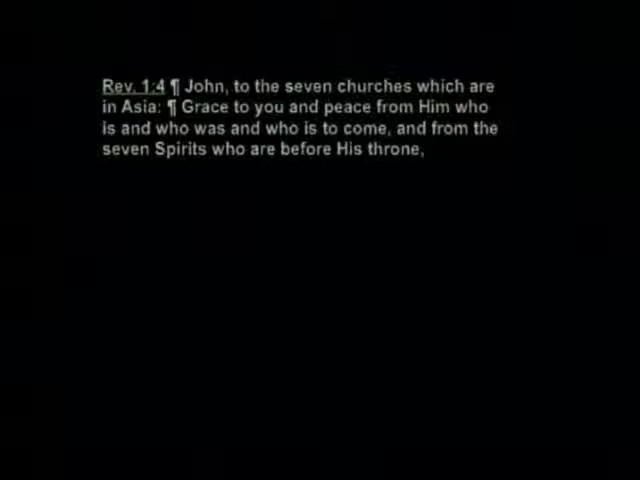 Rev. 1:4 ¶ John, to the seven churches which are
in Asia: ¶ Grace to you and peace from Him who
is and who was and who is to come, and from the
seven Spirits who are before His throne,